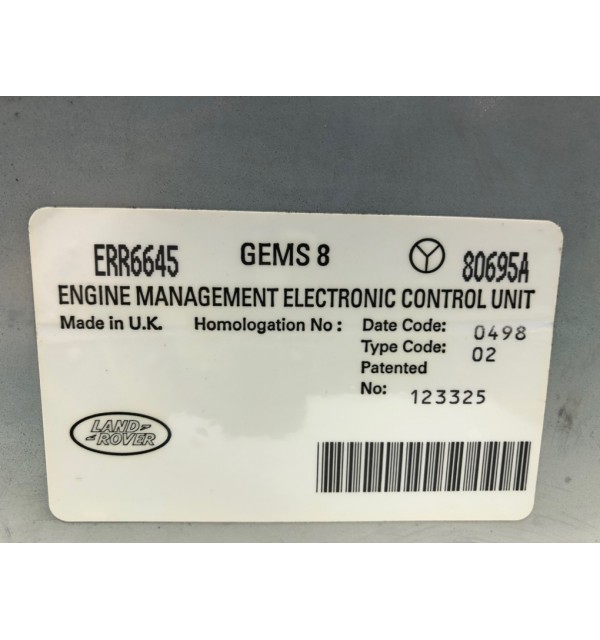 ERR6645 GEMS 8 80695A
ENGINE MANAGEMENT ELECTRONIC CONTROL UNIT
Made in U.K. Homologation No: Date Code: 0498
Type Code: 02
Patented
No: 123325
LAND
ROVER